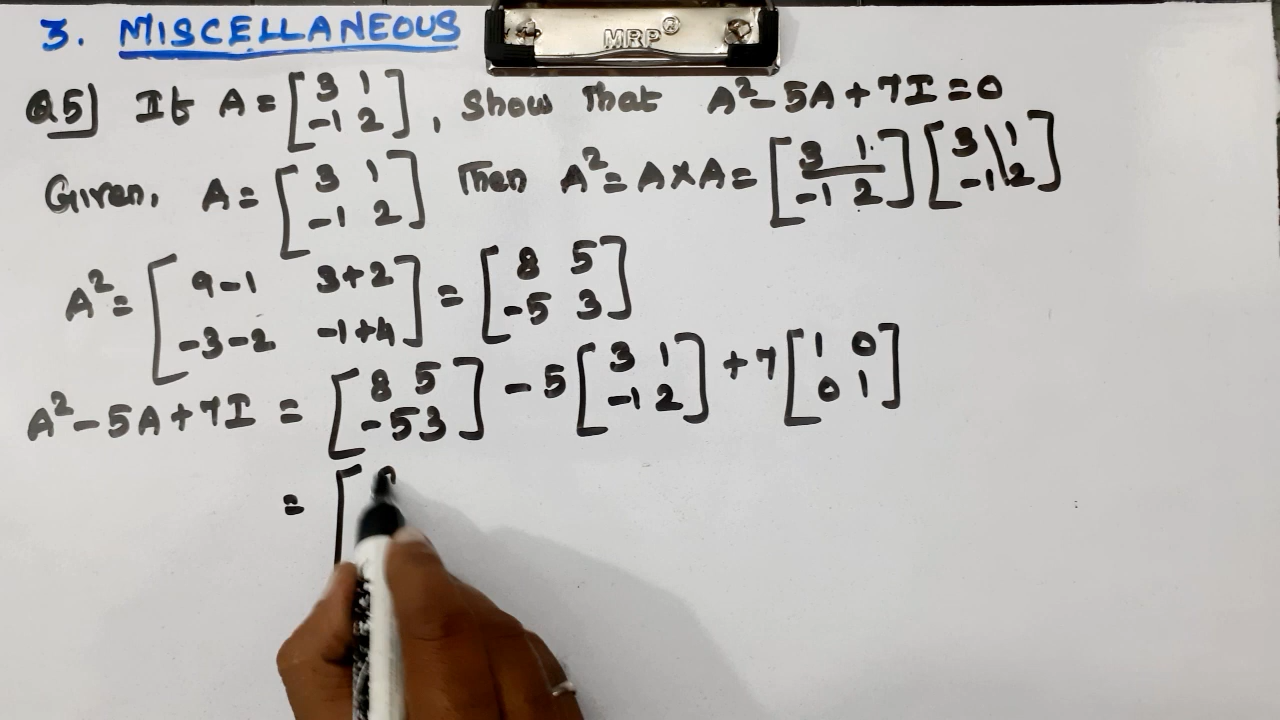 3. MISCELLANEOUS
MRP®
Q5] If A = [3 1 -1 2], Show That A²-5A+7I=0
Given, A = [3 1 -1 2] Then A² = A×A = [3 1 -1 2] [3 1 -1 2]
A² = [9-1 3+2 -3-2 -1+4] = [8 5 -5 3]
A²-5A+7I = [8 5 -5 3] -5 [3 1 -1 2] +7 [1 0 0 1]
= [